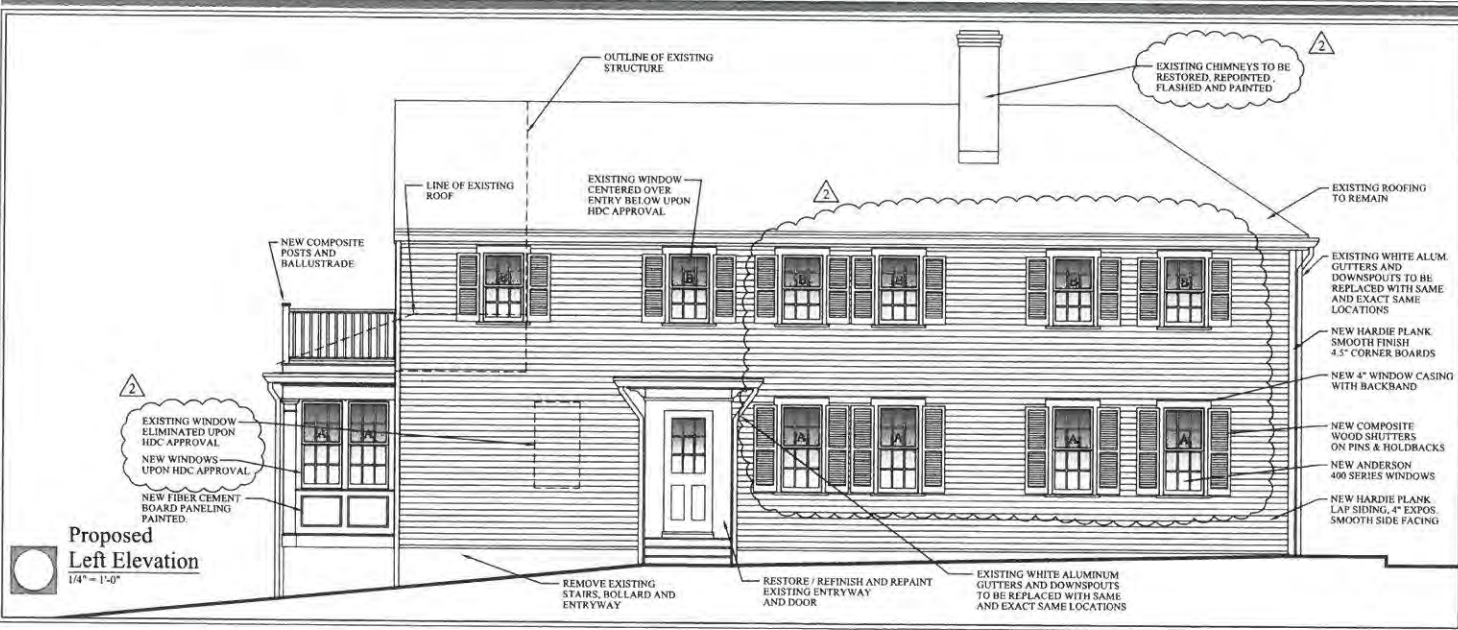 OUTLINE OF EXISTING
STRUCTURE
2
EXISTING CHIMNEYS TO BE
RESTORED, REPOINTED ,
FLASHED AND PAINTED
LINE OF EXISTING
ROOF
EXISTING WINDOW
CENTERED OVER
ENTRY BELOW UPON
HDC APPROVAL
2
EXISTING ROOFING
TO REMAIN
NEW COMPOSITE
POSTS AND
BALLUSTRADE
EXISTING WHITE ALUM.
GUTTERS AND
DOWNSPOUTS TO BE
REPLACED WITH SAME
AND EXACT SAME
LOCATIONS
B B B A B B
NEW HARDIE PLANK
SMOOTH FINISH
4.5" CORNER BOARDS
NEW 4" WINDOW CASING
WITH BACKBAND
2
EXISTING WINDOW
ELIMINATED UPON
HDC APPROVAL
NEW WINDOWS
UPON HDC APPROVAL
NEW FIBER CEMENT
BOARD PANELING
PAINTED.
A A A A A A
NEW COMPOSITE
WOOD SHUTTERS
ON PINS & HOLDBACKS
NEW ANDERSON
400 SERIES WINDOWS
NEW HARDIE PLANK
LAP SIDING, 4" EXPOS.
SMOOTH SIDE FACING
Proposed
Left Elevation
1/4" = 1'-0"
REMOVE EXISTING
STAIRS, BOLLARD AND
ENTRYWAY
RESTORE / REFINISH AND REPAINT
EXISTING ENTRYWAY
AND DOOR
EXISTING WHITE ALUMINUM
GUTTERS AND DOWNSPOUTS
TO BE REPLACED WITH SAME
AND EXACT SAME LOCATIONS